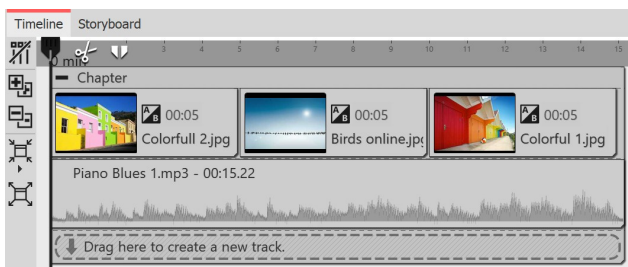 Timeline Storyboard
0 min 3 4 5 6 7 8 9 10 11 12 13 14 15
Chapter
A B 00:05 A B 00:05 A B 00:05
Colorfull 2.jpg Birds online.jpg Colorful 1.jpg
Piano Blues 1.mp3 - 00:15.22
Drag here to create a new track.